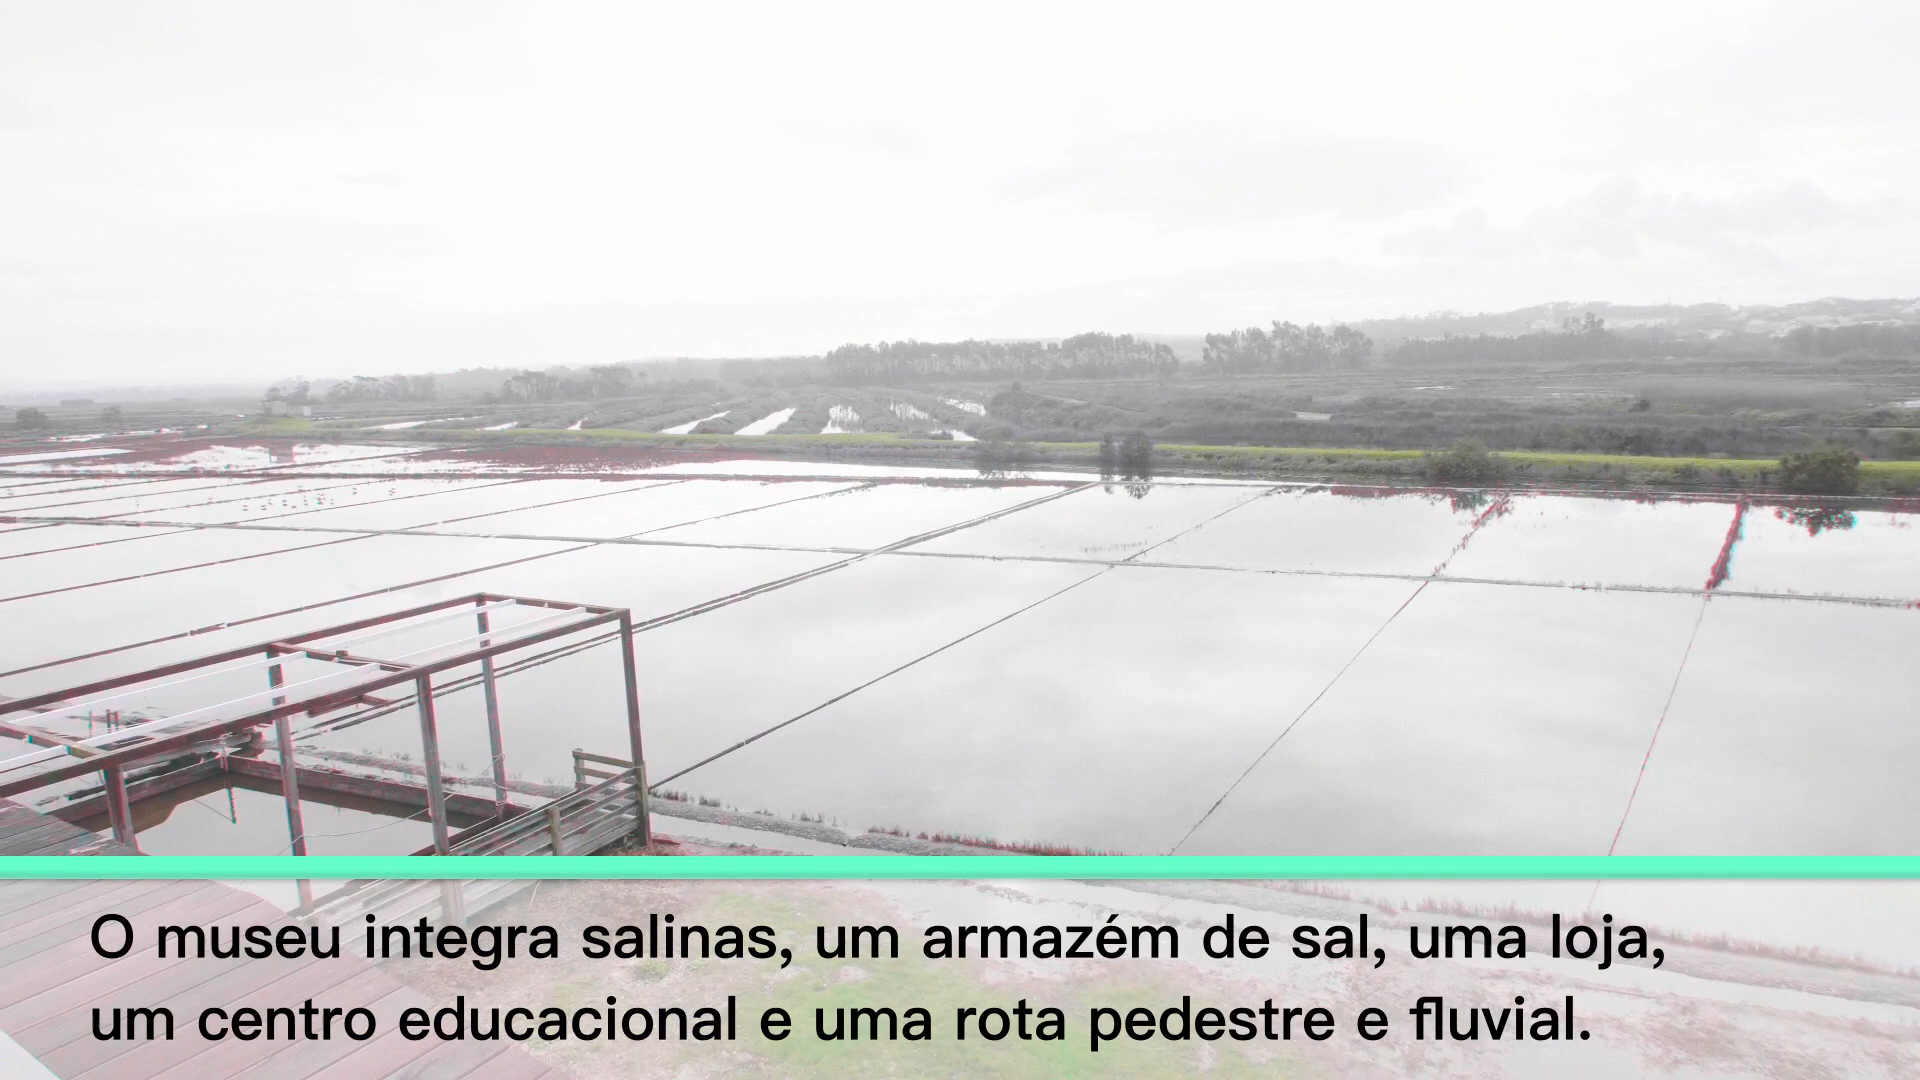 O museu integra salinas, um armazém de sal, uma loja,
um centro educacional e uma rota pedestre e fluvial.